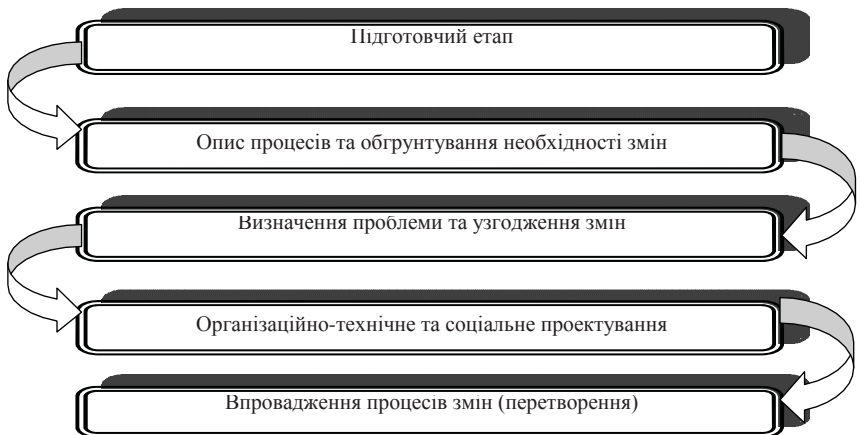 Підготовчий етап
Опис процесів та обгрунтування необхідності змін
Визначення проблеми та узгодження змін
Організаційно-технічне та соціальне проектування
Впровадження процесів змін (перетворення)